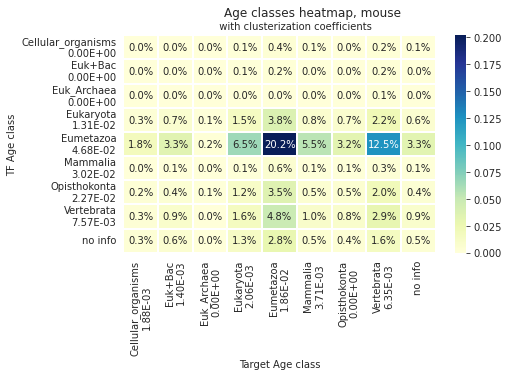 Age classes heatmap, mouse
with clusterization coefficients
TF Age class
Cellular_organisms
0.00E+00
0.0% 0.0% 0.0% 0.1% 0.4% 0.1% 0.0% 0.2% 0.1%
Euk+Bac
0.00E+00
0.0% 0.0% 0.0% 0.1% 0.2% 0.0% 0.0% 0.2% 0.0%
Euk_Archaea
0.00E+00
0.0% 0.0% 0.0% 0.0% 0.0% 0.0% 0.0% 0.1% 0.0%
Eukaryota
1.31E-02
0.3% 0.7% 0.1% 1.5% 3.8% 0.8% 0.7% 2.2% 0.6%
Eumetazoa
4.68E-02
1.8% 3.3% 0.2% 6.5% 20.2% 5.5% 3.2% 12.5% 3.3%
Mammalia
3.02E-02
0.0% 0.1% 0.0% 0.1% 0.6% 0.1% 0.1% 0.3% 0.1%
Opisthokonta
2.27E-02
0.2% 0.4% 0.1% 1.2% 3.5% 0.5% 0.5% 2.0% 0.4%
Vertebrata
7.57E-03
0.3% 0.9% 0.0% 1.6% 4.8% 1.0% 0.8% 2.9% 0.9%
no info
0.3% 0.6% 0.0% 1.3% 2.8% 0.5% 0.4% 1.6% 0.5%
Cellular_organisms
1.88E-03
Euk+Bac
1.40E-03
Euk_Archaea
0.00E+00
Eukaryota
2.06E-03
Eumetazoa
1.86E-02
Mammalia
3.71E-03
Opisthokonta
0.00E+00
Vertebrata
6.35E-03
no info
Target Age class
0.200
0.175
0.150
0.125
0.100
0.075
0.050
0.025
0.000